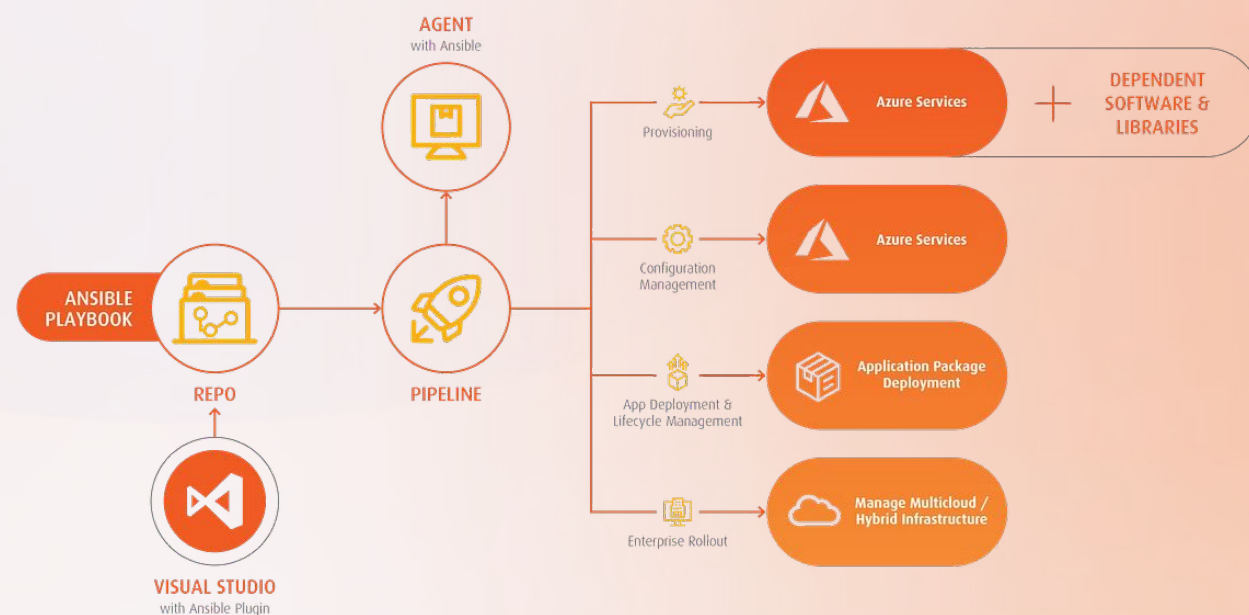 AGENT
with Ansible
ANSIBLE
PLAYBOOK
REPO
VISUAL STUDIO
with Ansible Plugin
PIPELINE
Provisioning
Azure Services
DEPENDENT
SOFTWARE &
LIBRARIES
Configuration
Management
Azure Services
App Deployment &
Lifecycle Management
Application Package
Deployment
Enterprise Rollout
Manage Multicloud /
Hybrid Infrastructure